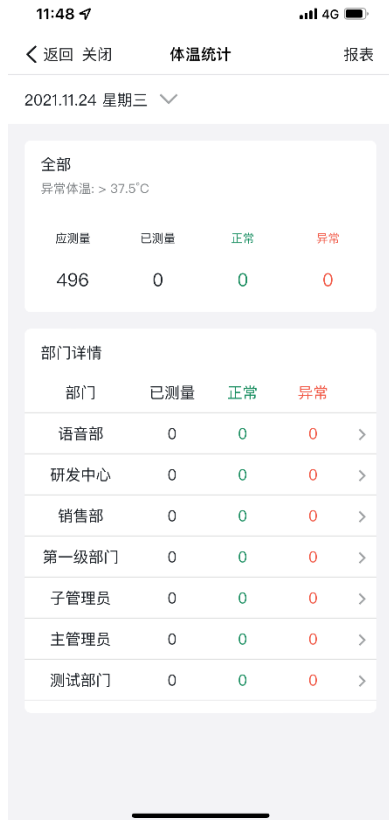 11:48 4G
返回 关闭 体温统计 报表
2021.11.24 星期三
全部
异常体温: > 37.5°C
应测量 已测量 正常 异常
496 0 0 0
部门详情
部门 已测量 正常 异常
语音部 0 0 0
研发中心 0 0 0
销售部 0 0 0
第一级部门 0 0 0
子管理员 0 0 0
主管理员 0 0 0
测试部门 0 0 0